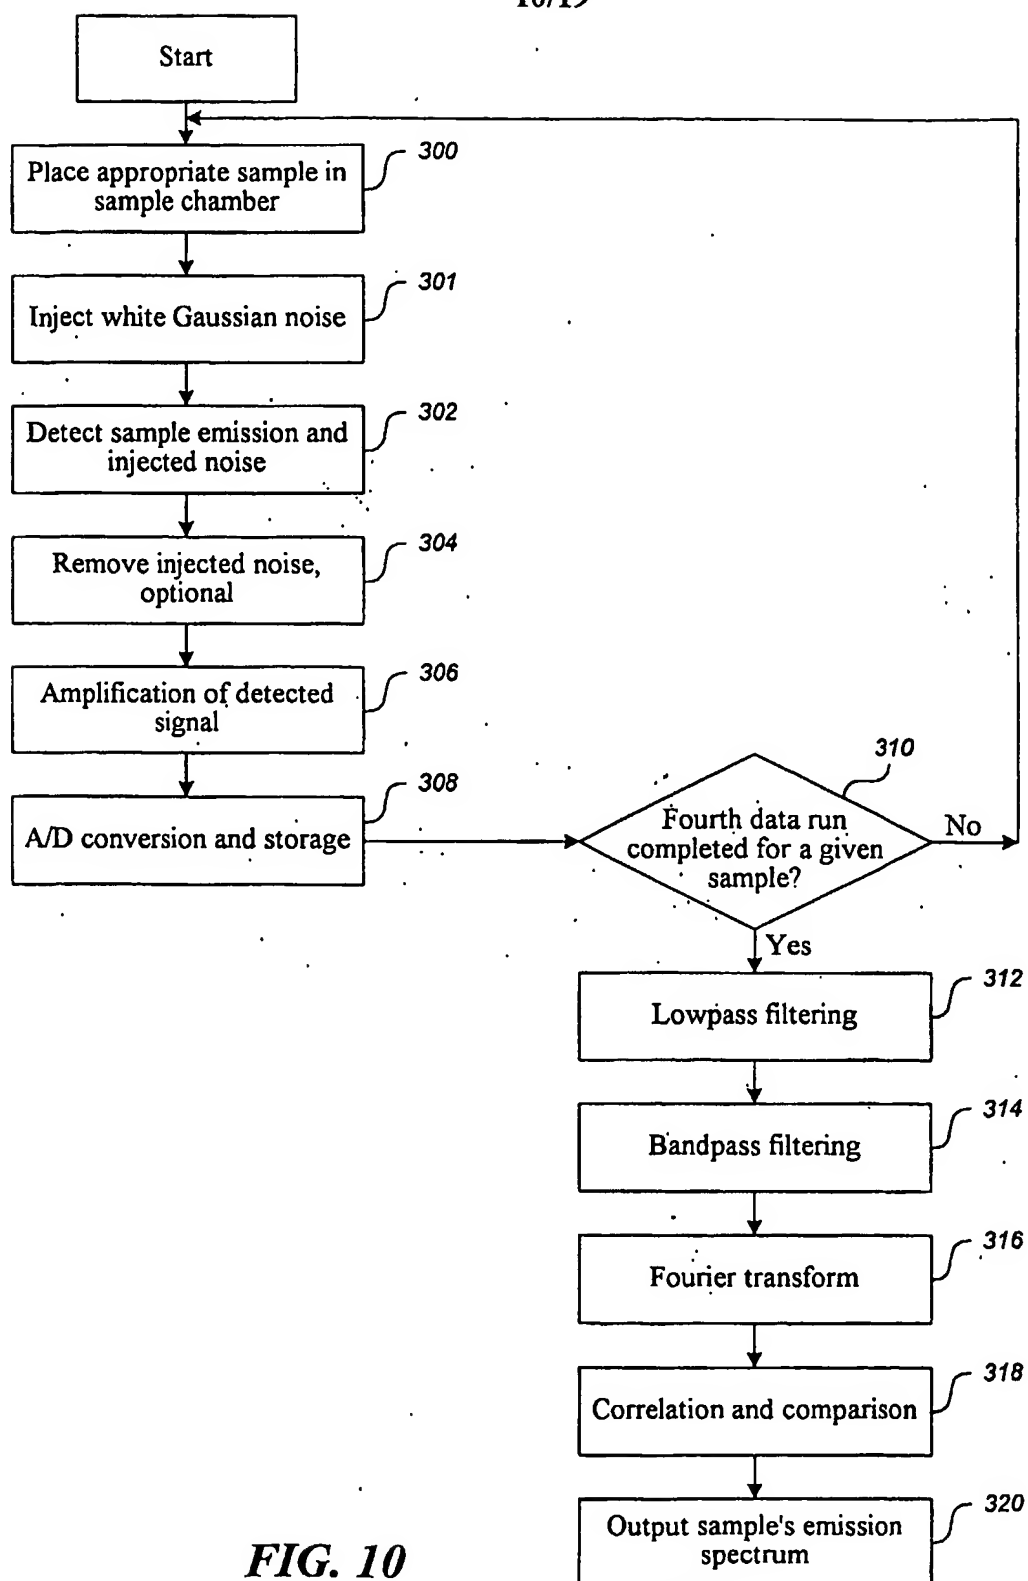 10/19
Start
Place appropriate sample in
sample chamber
300
Inject white Gaussian noise
301
Detect sample emission and
injected noise
302
Remove injected noise,
optional
304
Amplification of detected
signal
306
A/D conversion and storage
308
Fourth data run
completed for a given
sample?
310
No
Yes
Lowpass filtering
312
Bandpass filtering
314
Fourier transform
316
Correlation and comparison
318
Output sample's emission
spectrum
320
FIG. 10